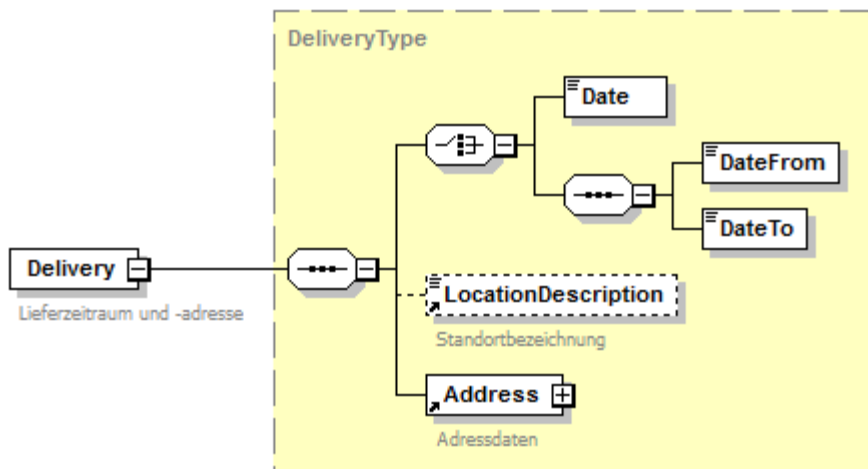 DeliveryType
Date
DateFrom
DateTo
Delivery
Lieferzeitraum und -adresse
LocationDescription
Standortbezeichnung
Address
Adressdaten